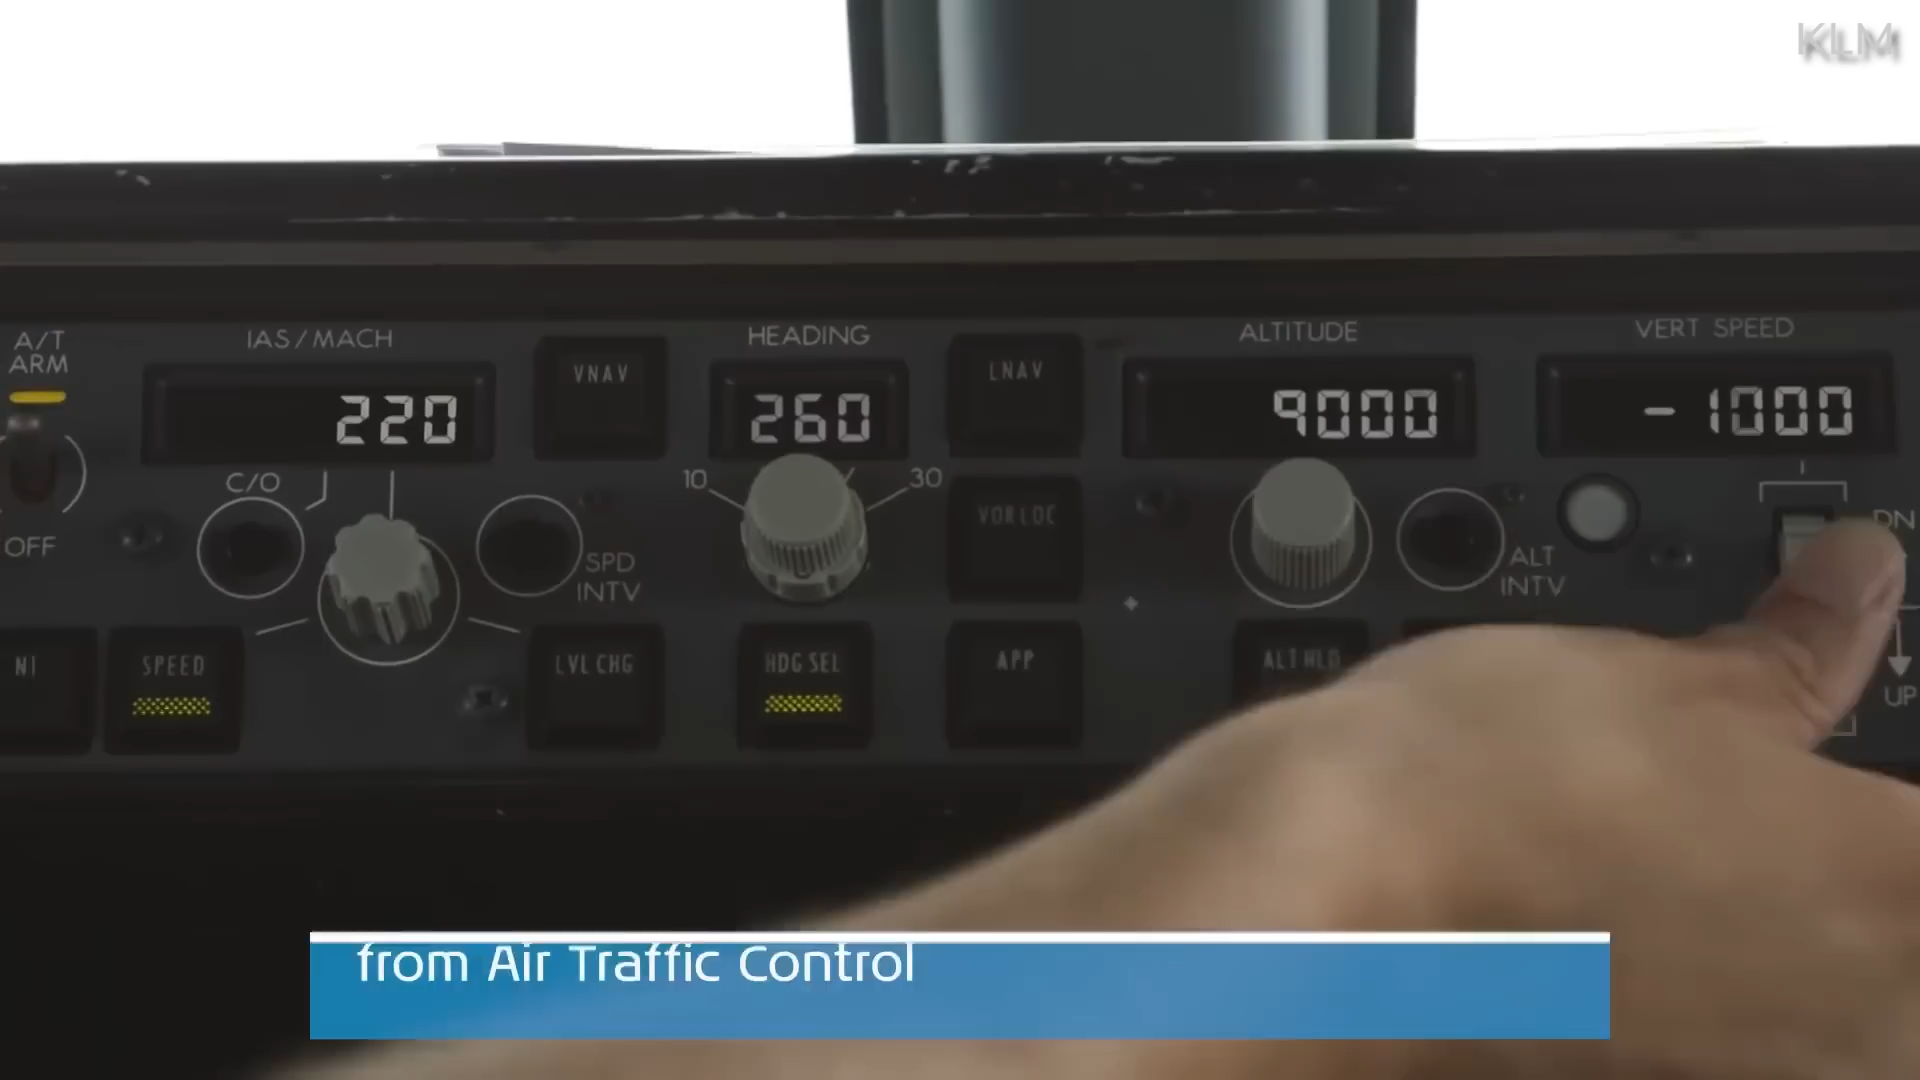 KLM
A/T
ARM
IAS/MACH
HEADING
ALTITUDE
VERT SPEED
VNAV
LNAV
220
260
9000
-1000
C/O
10
30
OFF
SPD
INTV
VOR LOC
ALT
INTV
DN
UP
N1
SPEED
LVL CHG
HDG SEL
APP
ALT HLD
from Air Traffic Control